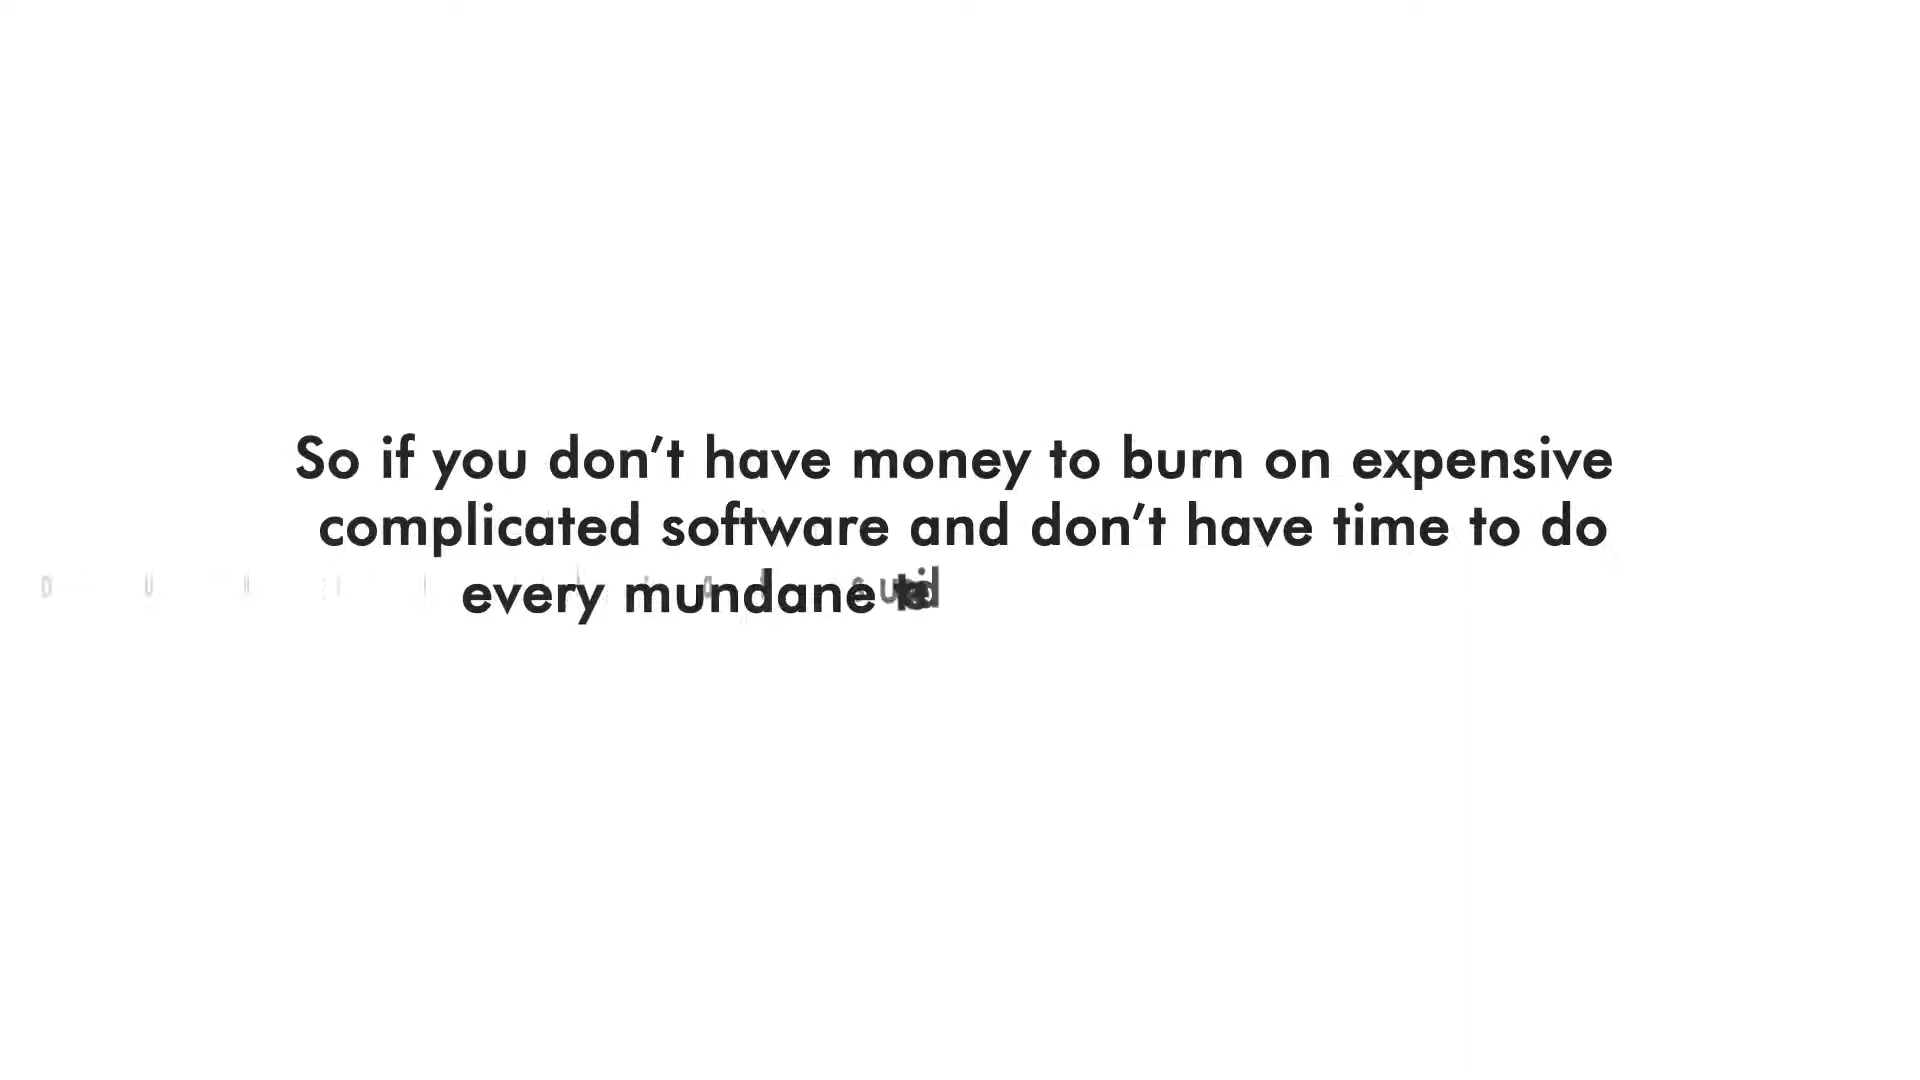 So if you don’t have money to burn on expensive
complicated software and don’t have time to do
every mundane